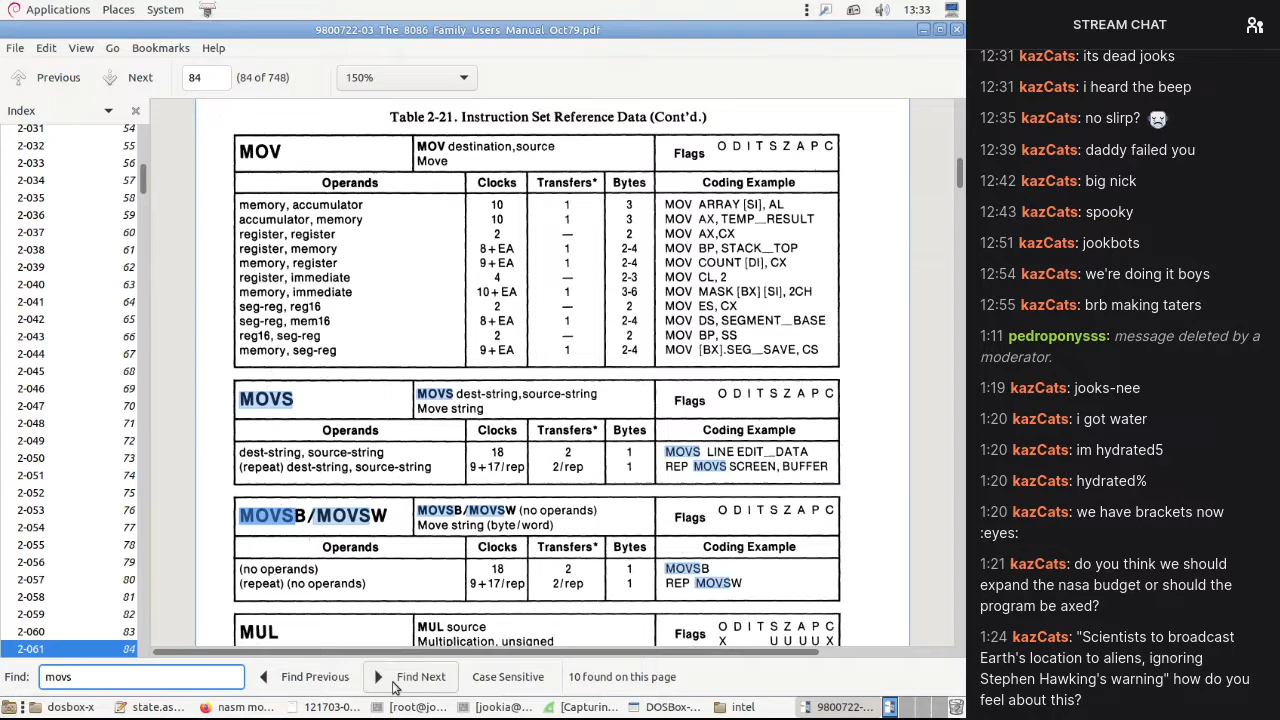 Applications Places System 13:33
9800722-03 The 8086 Family Users Manual Oct79.pdf
File Edit View Go Bookmarks Help
Previous Next 84 (84 of 748) 150%
Index
2-031 54
2-032 55
2-033 56
2-034 57
2-035 58
2-036 59
2-037 60
2-038 61
2-039 62
2-040 63
2-041 64
2-042 65
2-043 66
2-044 67
2-045 68
2-046 69
2-047 70
2-048 71
2-049 72
2-050 73
2-051 74
2-052 75
2-053 76
2-054 77
2-055 78
2-056 79
2-057 80
2-058 81
2-059 82
2-060 83
2-061 84
Table 2-21. Instruction Set Reference Data (Cont'd.)
MOV MOV destination,source Move Flags O D I T S Z A P C
Operands Clocks Transfers* Bytes Coding Example
memory, accumulator 10 1 3 MOV ARRAY [SI], AL
accumulator, memory 10 1 3 MOV AX, TEMP__RESULT
register, register 2 — 2 MOV AX,CX
register, memory 8+EA 1 2-4 MOV BP, STACK__TOP
memory, register 9+EA 1 2-4 MOV COUNT [DI], CX
register, immediate 4 — 2-3 MOV CL, 2
memory, immediate 10+EA 1 3-6 MOV MASK [BX] [SI], 2CH
seg-reg, reg16 2 — 2 MOV ES, CX
seg-reg, mem16 8+EA 1 2-4 MOV DS, SEGMENT__BASE
reg16, seg-reg 2 — 2 MOV BP, SS
memory, seg-reg 9+EA 1 2-4 MOV [BX].SEG__SAVE, CS
MOVS MOVS dest-string,source-string Move string Flags O D I T S Z A P C
Operands Clocks Transfers* Bytes Coding Example
dest-string, source-string 18 2 1 MOVS LINE EDIT__DATA
(repeat) dest-string, source-string 9+17/rep 2/rep 1 REP MOVS SCREEN, BUFFER
MOVSB/MOVSW MOVSB/MOVSW (no operands) Move string (byte/word) Flags O D I T S Z A P C
Operands Clocks Transfers* Bytes Coding Example
(no operands) 18 2 1 MOVSB
(repeat) (no operands) 9+17/rep 2/rep 1 REP MOVSW
MUL MUL source Multiplication, unsigned Flags O D I T S Z A P C
X U U U U X
Find: movs Find Previous Find Next Case Sensitive 10 found on this page
dosbox-x state.as... nasm mo... 121703-0... [root@jo... [jookia@... [Capturin... DOSBox-... intel 9800722-...
STREAM CHAT
12:31 kazCats: its dead jooks
12:31 kazCats: i heard the beep
12:35 kazCats: no slirp?
12:39 kazCats: daddy failed you
12:42 kazCats: big nick
12:43 kazCats: spooky
12:51 kazCats: jookbots
12:54 kazCats: we're doing it boys
12:55 kazCats: brb making taters
1:11 pedroponysss: message deleted by a
moderator.
1:19 kazCats: jooks-nee
1:20 kazCats: i got water
1:20 kazCats: im hydrated5
1:20 kazCats: hydrated%
1:20 kazCats: we have brackets now
:eyes:
1:21 kazCats: do you think we should
expand the nasa budget or should the
program be axed?
1:24 kazCats: "Scientists to broadcast
Earth's location to aliens, ignoring
Stephen Hawking's warning" how do you
feel about this?